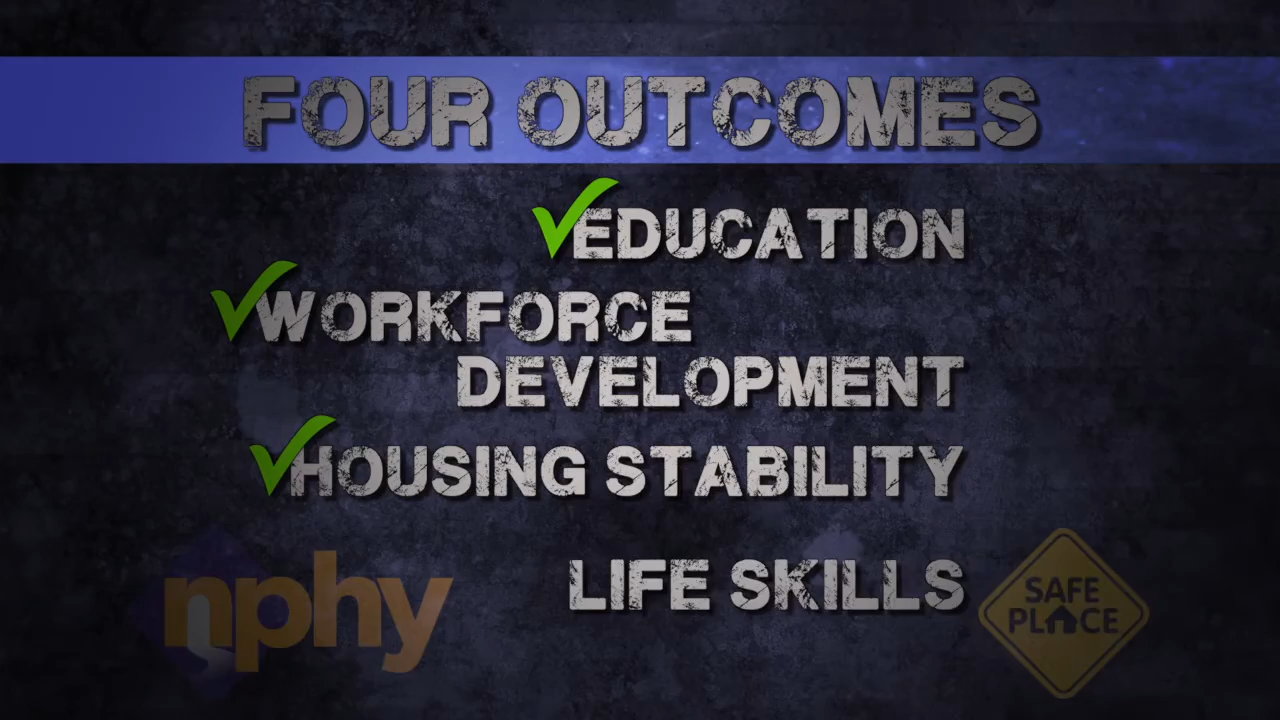 FOUR OUTCOMES
EDUCATION
WORKFORCE
DEVELOPMENT
HOUSING STABILITY
LIFE SKILLS
nphy
SAFE
PLACE